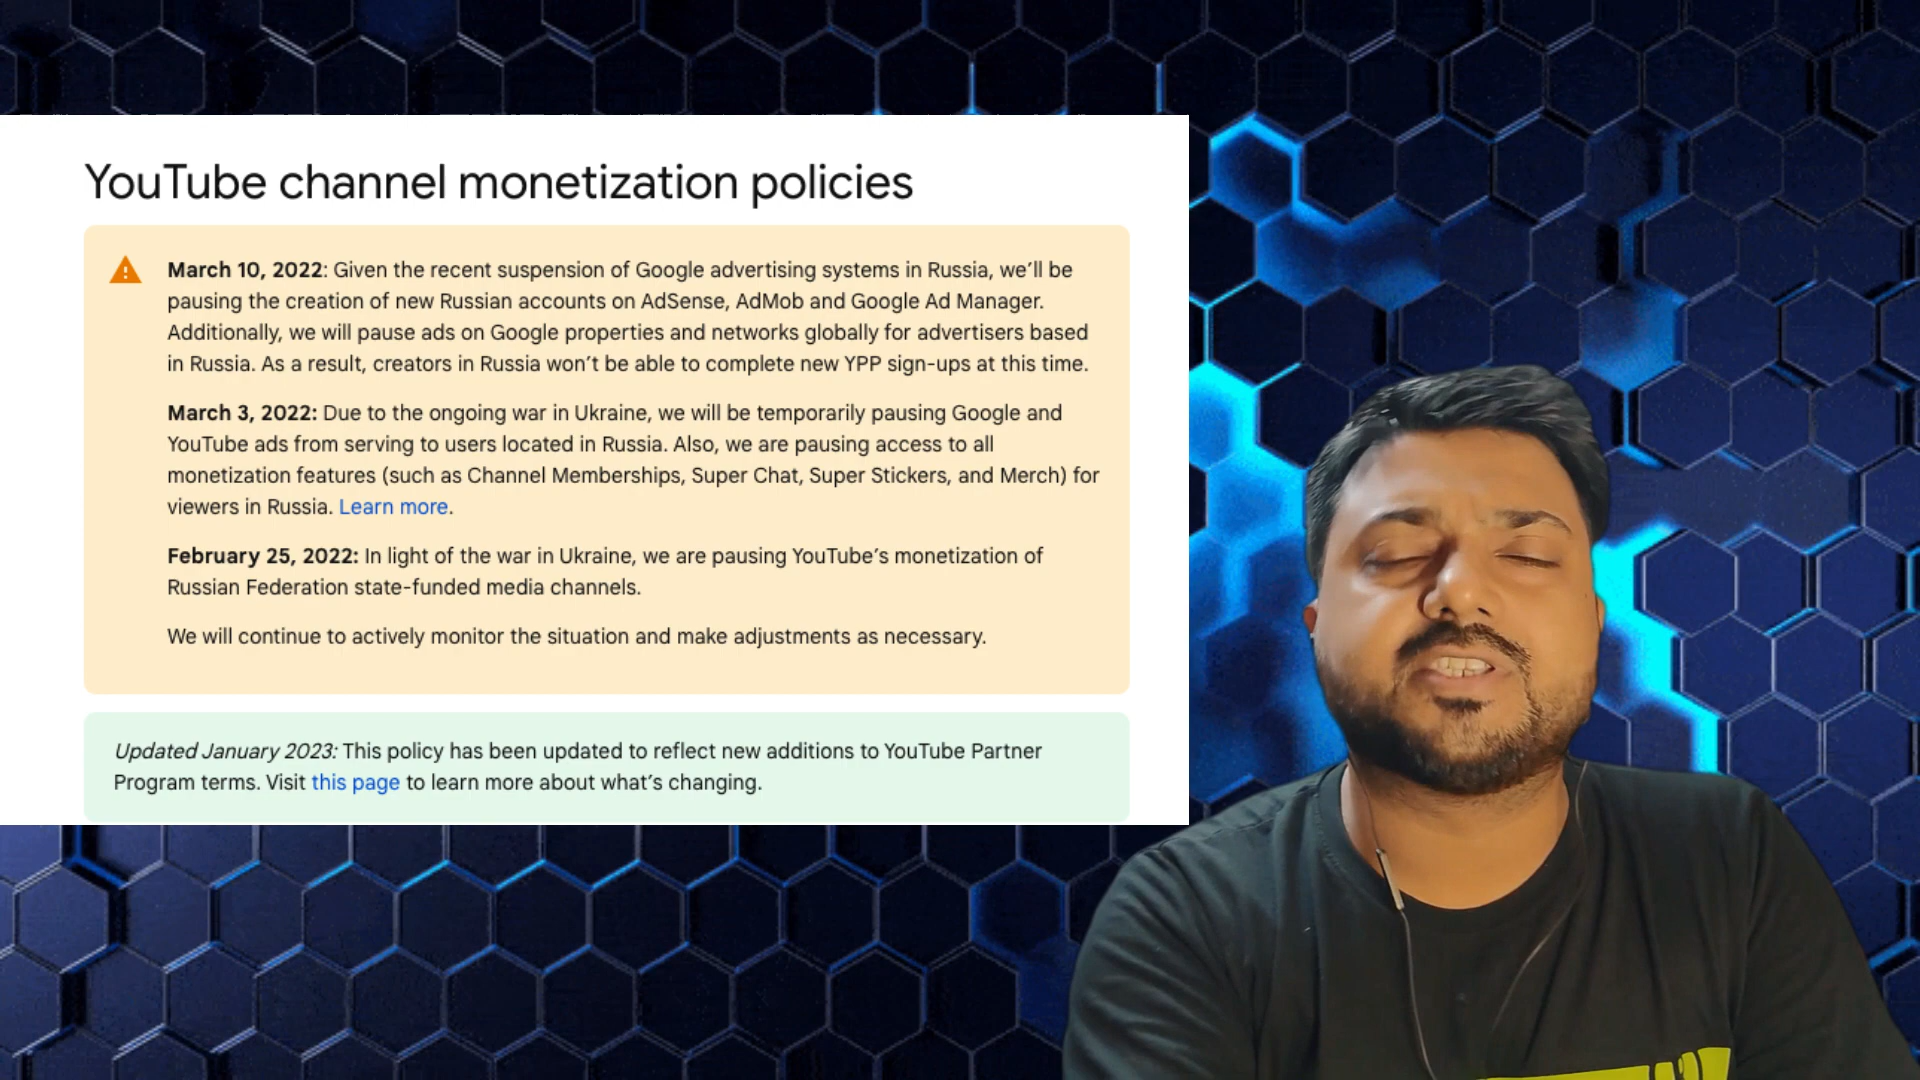 YouTube channel monetization policies
March 10, 2022: Given the recent suspension of Google advertising systems in Russia, we’ll be
pausing the creation of new Russian accounts on AdSense, AdMob and Google Ad Manager.
Additionally, we will pause ads on Google properties and networks globally for advertisers based
in Russia. As a result, creators in Russia won’t be able to complete new YPP sign-ups at this time.
March 3, 2022: Due to the ongoing war in Ukraine, we will be temporarily pausing Google and
YouTube ads from serving to users located in Russia. Also, we are pausing access to all
monetization features (such as Channel Memberships, Super Chat, Super Stickers, and Merch) for
viewers in Russia. Learn more.
February 25, 2022: In light of the war in Ukraine, we are pausing YouTube’s monetization of
Russian Federation state-funded media channels.
We will continue to actively monitor the situation and make adjustments as necessary.
Updated January 2023: This policy has been updated to reflect new additions to YouTube Partner
Program terms. Visit this page to learn more about what’s changing.